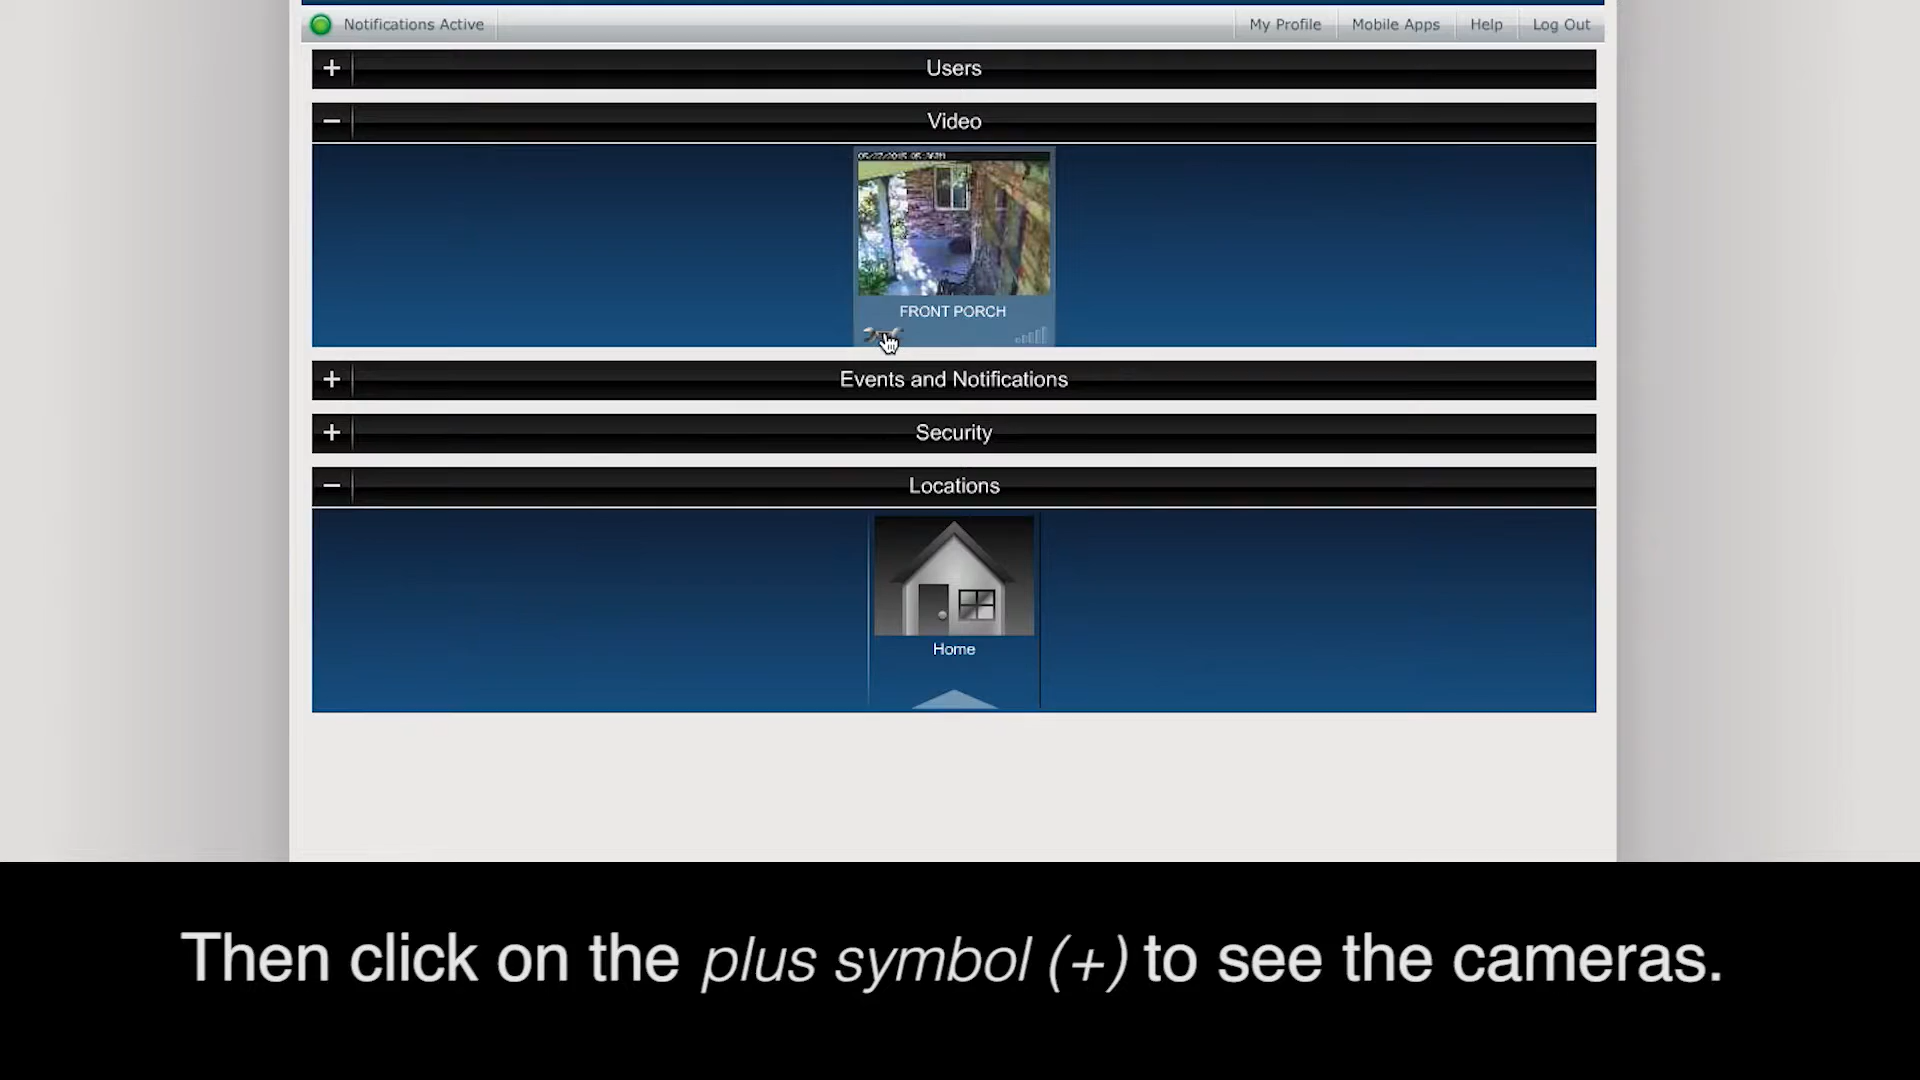 Notifications Active
My Profile
Mobile Apps
Help
Log Out
+ Users
− Video
FRONT PORCH
+ Events and Notifications
+ Security
− Locations
Home
Then click on the plus symbol (+) to see the cameras.